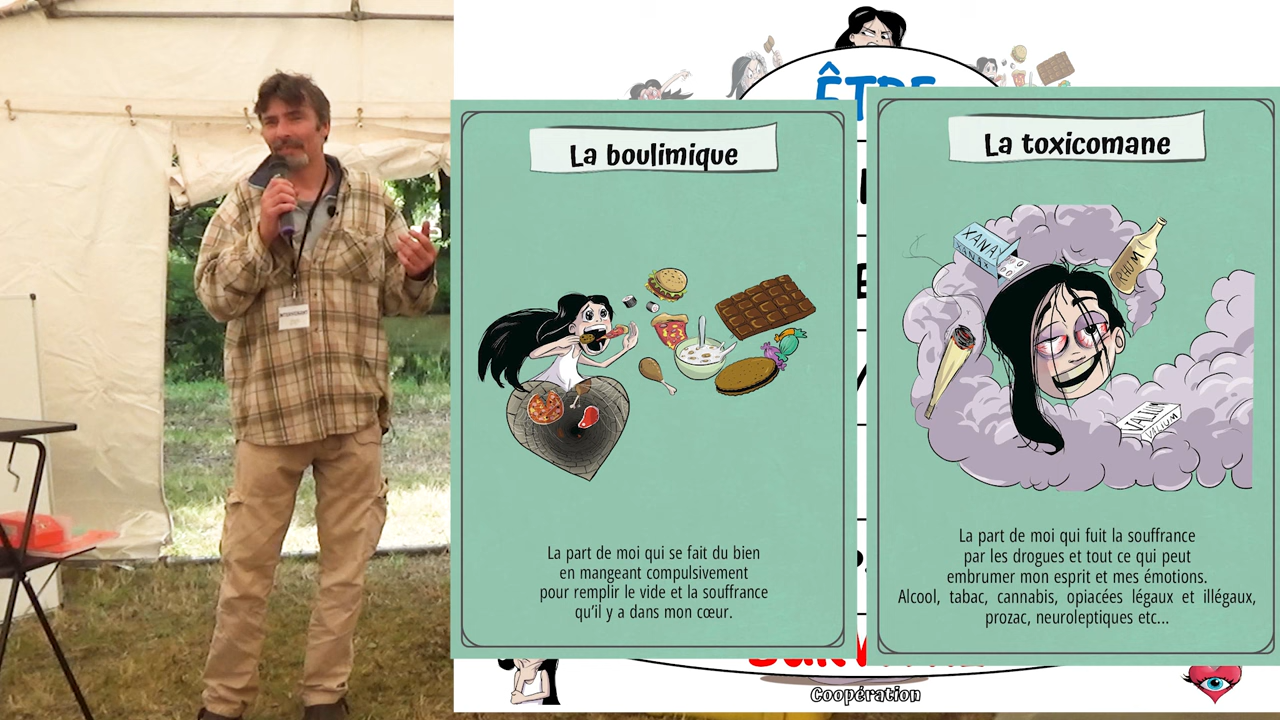 ÊTRE
La boulimique
La part de moi qui se fait du bien
en mangeant compulsivement
pour remplir le vide et la souffrance
qu'il y a dans mon cœur.
La toxicomane
XANAX
XANAX
RHUM
VALIUM
VALIUM
La part de moi qui fuit la souffrance
par les drogues et tout ce qui peut
embrumer mon esprit et mes émotions.
Alcool, tabac, cannabis, opiacées légaux et illégaux,
prozac, neuroleptiques etc...
Coopération